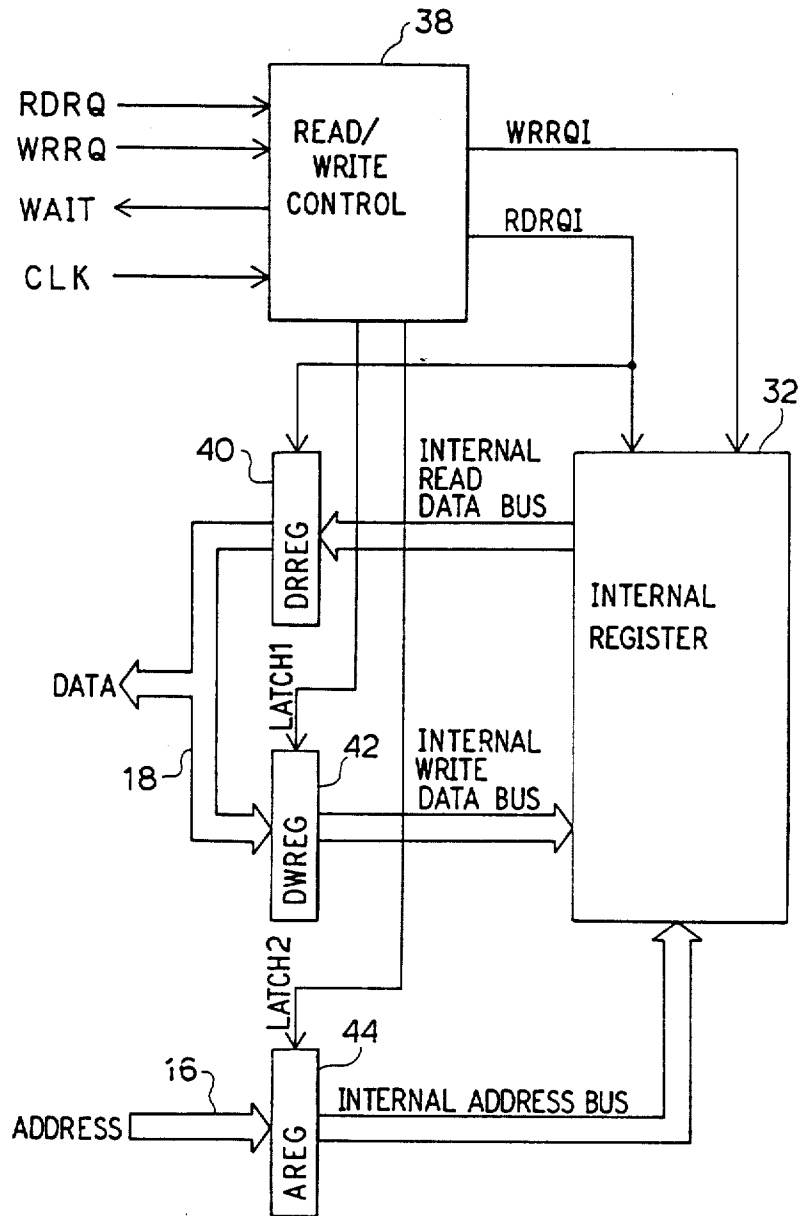 38
RDRQ
WRRQ
WAIT
CLK
READ/
WRITE
CONTROL
WRRQI
RDRQI
32
40
INTERNAL
READ
DATA BUS
DRREG
INTERNAL
REGISTER
DATA
LATCH1
18
42
INTERNAL
WRITE
DATA BUS
DWREG
LATCH2
44
16
ADDRESS
INTERNAL ADDRESS BUS
AREG